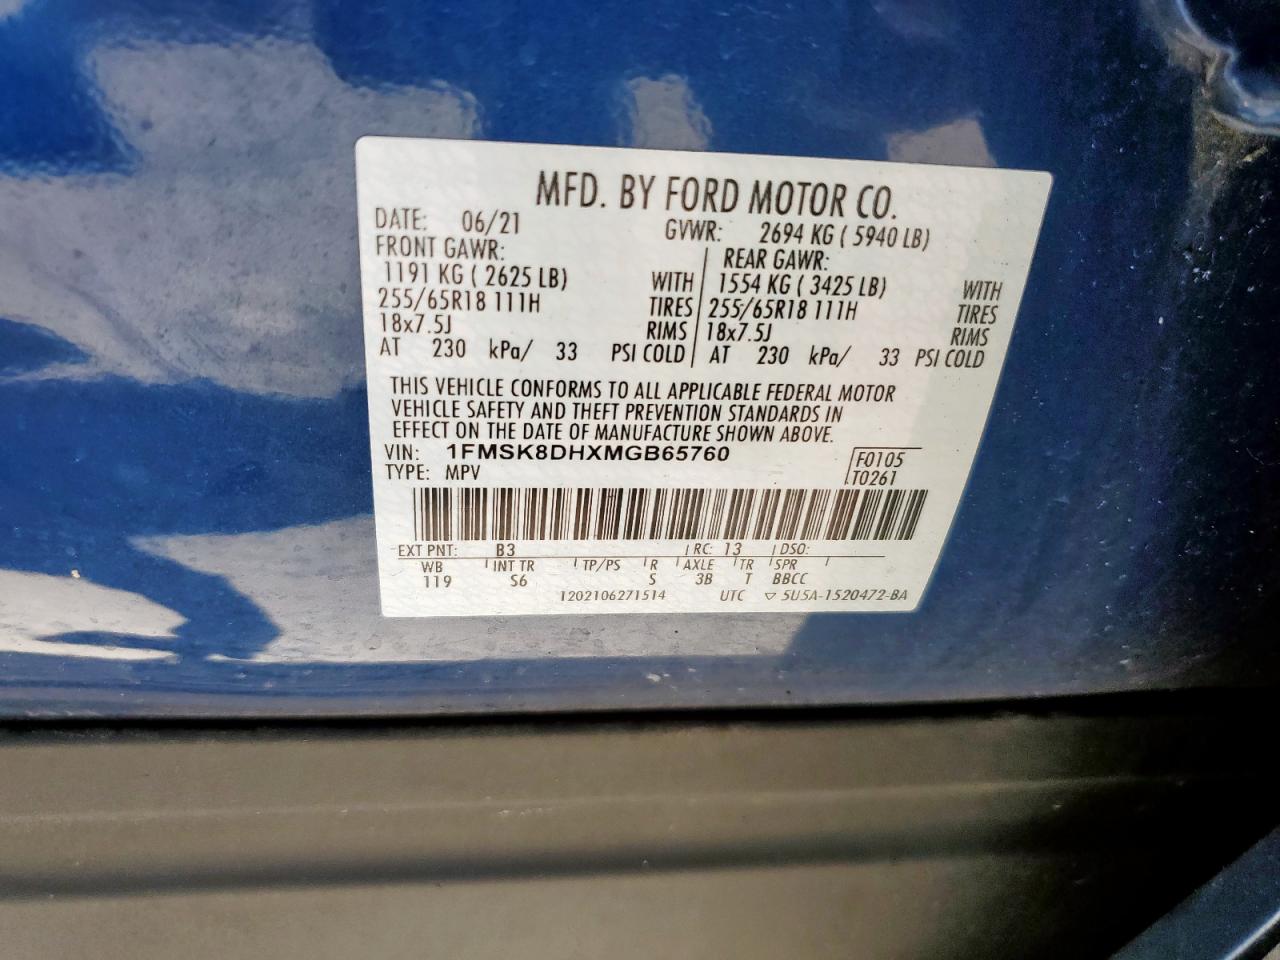 MFD. BY FORD MOTOR CO.
DATE: 06/21 GVWR: 2694 KG ( 5940 LB)
FRONT GAWR: REAR GAWR:
1191 KG ( 2625 LB) WITH 1554 KG ( 3425 LB) WITH
255/65R18 111H TIRES 255/65R18 111H TIRES
18x7.5J RIMS 18x7.5J RIMS
AT 230 kPa/ 33 PSI COLD AT 230 kPa/ 33 PSI COLD
THIS VEHICLE CONFORMS TO ALL APPLICABLE FEDERAL MOTOR
VEHICLE SAFETY AND THEFT PREVENTION STANDARDS IN
EFFECT ON THE DATE OF MANUFACTURE SHOWN ABOVE.
VIN: 1FMSK8DHXMGB65760 F0105
TYPE: MPV T0261
EXT PNT: B3 RC: 13 DSO:
WB INT TR TP/PS R AXLE TR SPR
119 S6 S 3B T BBCC
1202106271514 UTC ▽ 5U5A-1520472-BA